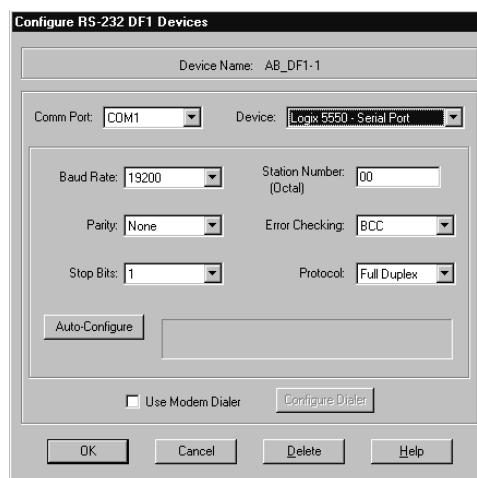 Configure RS-232 DF1 Devices
Device Name: AB_DF1-1
Comm Port: COM1 Device: Logix 5550 - Serial Port
Baud Rate: 19200 Station Number: 00
(Octal)
Parity: None Error Checking: BCC
Stop Bits: 1 Protocol: Full Duplex
Auto-Configure
Use Modem Dialer Configure Dialer
OK Cancel Delete Help